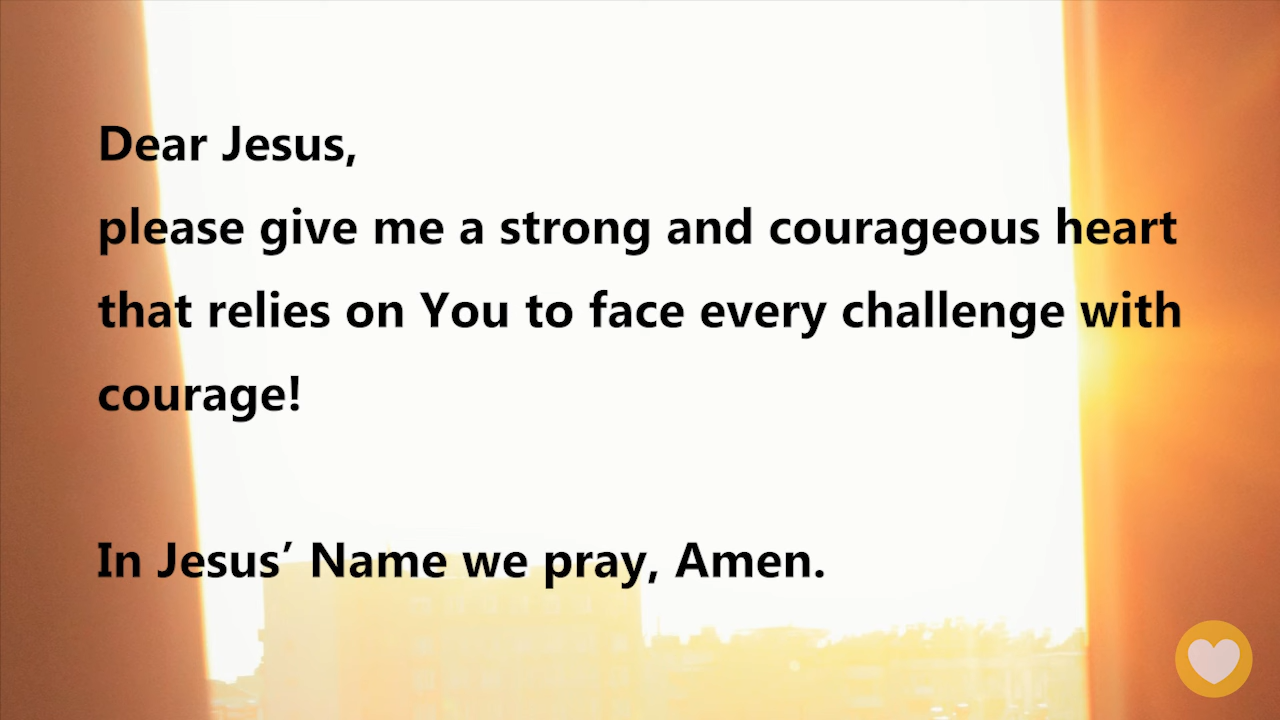 Dear Jesus,
please give me a strong and courageous heart
that relies on You to face every challenge with
courage!
In Jesus’ Name we pray, Amen.